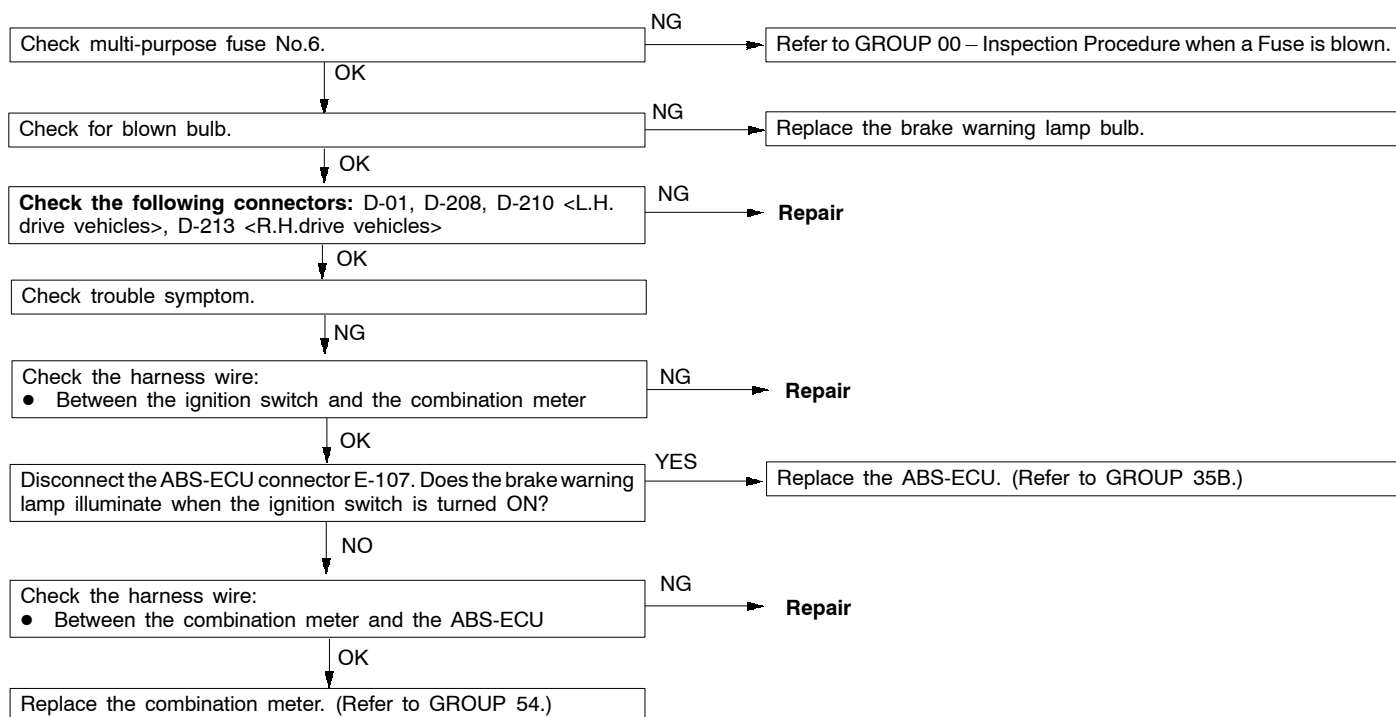 NG
Check multi-purpose fuse No.6.
Refer to GROUP 00 – Inspection Procedure when a Fuse is blown.
OK
NG
Check for blown bulb.
Replace the brake warning lamp bulb.
OK
Check the following connectors: D-01, D-208, D-210 <L.H.
drive vehicles>, D-213 <R.H.drive vehicles>
NG
Repair
OK
Check trouble symptom.
NG
Check the harness wire:
● Between the ignition switch and the combination meter
NG
Repair
OK
Disconnect the ABS-ECU connector E-107. Does the brake warning
lamp illuminate when the ignition switch is turned ON?
YES
Replace the ABS-ECU. (Refer to GROUP 35B.)
NO
Check the harness wire:
● Between the combination meter and the ABS-ECU
NG
Repair
OK
Replace the combination meter. (Refer to GROUP 54.)